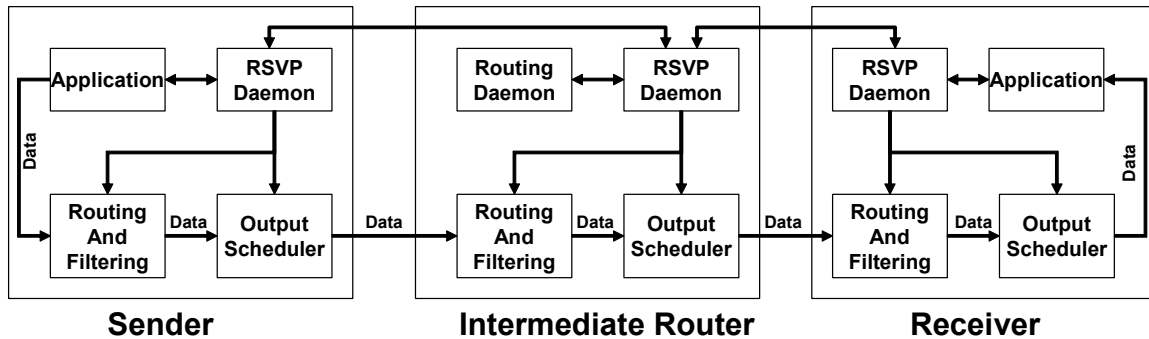 Application
RSVP
Daemon
Routing
Daemon
RSVP
Daemon
RSVP
Daemon
Application
Data
Data
Routing
And
Filtering
Data
Output
Scheduler
Data
Routing
And
Filtering
Data
Output
Scheduler
Data
Routing
And
Filtering
Data
Output
Scheduler
Sender
Intermediate Router
Receiver